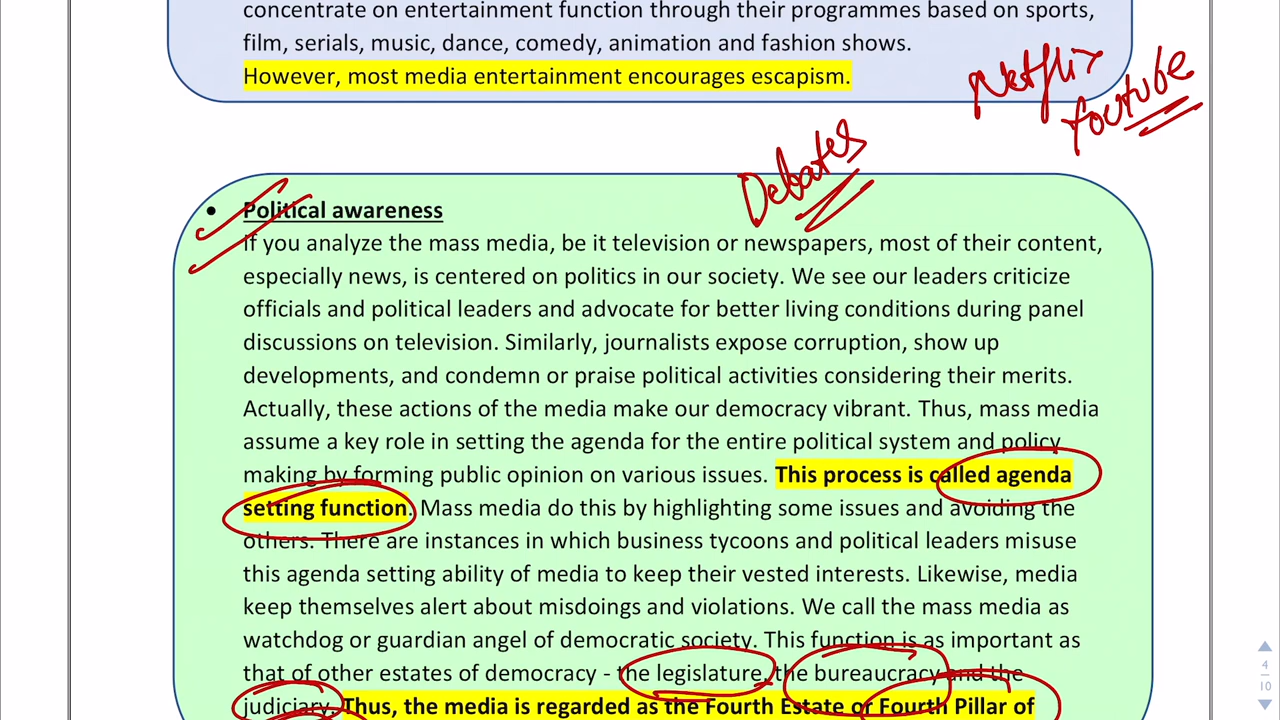 concentrate on entertainment function through their programmes based on sports,
film, serials, music, dance, comedy, animation and fashion shows.
However, most media entertainment encourages escapism.
Netflix
Youtube
Debates
• Political awareness
If you analyze the mass media, be it television or newspapers, most of their content,
especially news, is centered on politics in our society. We see our leaders criticize
officials and political leaders and advocate for better living conditions during panel
discussions on television. Similarly, journalists expose corruption, show up
developments, and condemn or praise political activities considering their merits.
Actually, these actions of the media make our democracy vibrant. Thus, mass media
assume a key role in setting the agenda for the entire political system and policy
making by forming public opinion on various issues. This process is called agenda
setting function. Mass media do this by highlighting some issues and avoiding the
others. There are instances in which business tycoons and political leaders misuse
this agenda setting ability of media to keep their vested interests. Likewise, media
keep themselves alert about misdoings and violations. We call the mass media as
watchdog or guardian angel of democratic society. This function is as important as
that of other estates of democracy - the legislature, the bureaucracy and the
judiciary. Thus, the media is regarded as the Fourth Estate or Fourth Pillar of
4
10